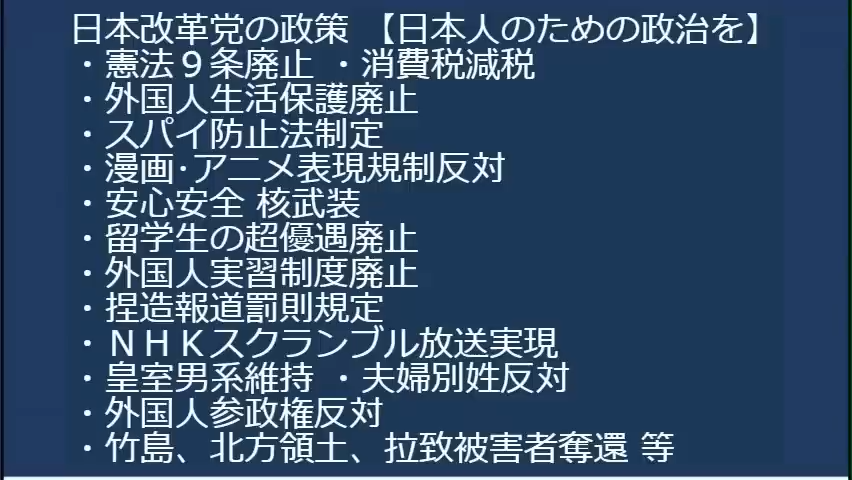 日本改革党の政策 【日本人のための政治を】
・憲法９条廃止 ・消費税減税
・外国人生活保護廃止
・スパイ防止法制定
・漫画･アニメ表現規制反対
・安心安全 核武装
・留学生の超優遇廃止
・外国人実習制度廃止
・捏造報道罰則規定
・ＮＨＫスクランブル放送実現
・皇室男系維持 ・夫婦別姓反対
・外国人参政権反対
・竹島、北方領土、拉致被害者奪還 等